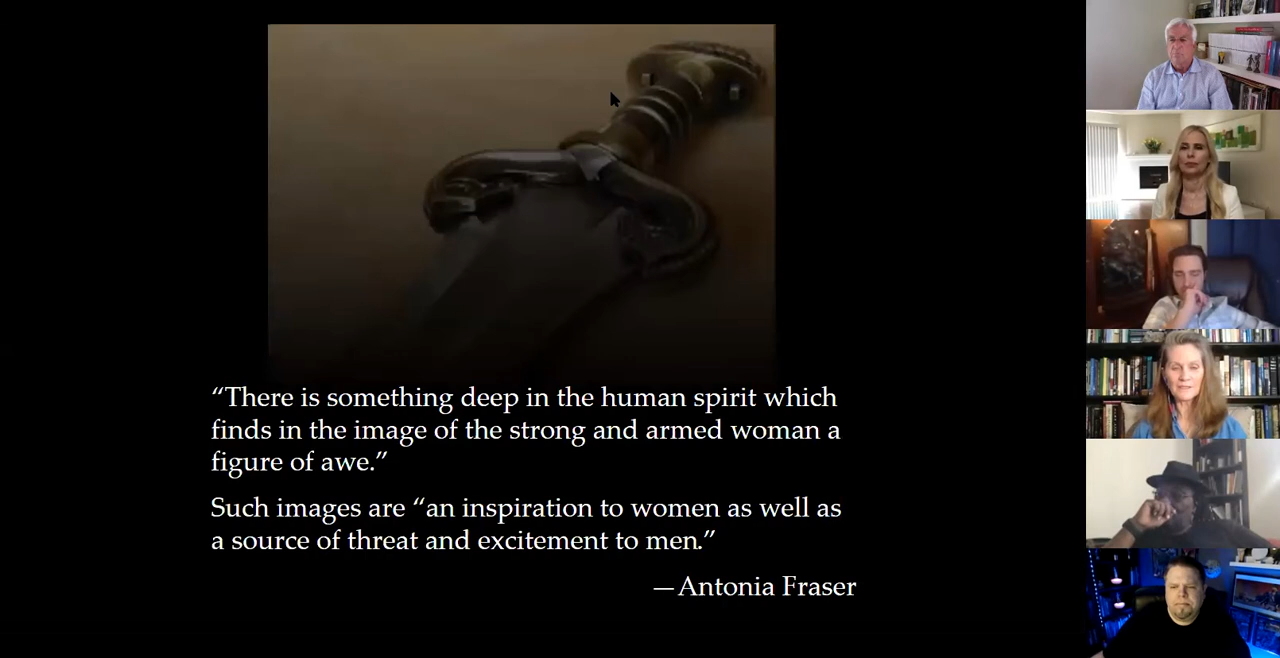 “There is something deep in the human spirit which
finds in the image of the strong and armed woman a
figure of awe.”
Such images are “an inspiration to women as well as
a source of threat and excitement to men.”
—Antonia Fraser